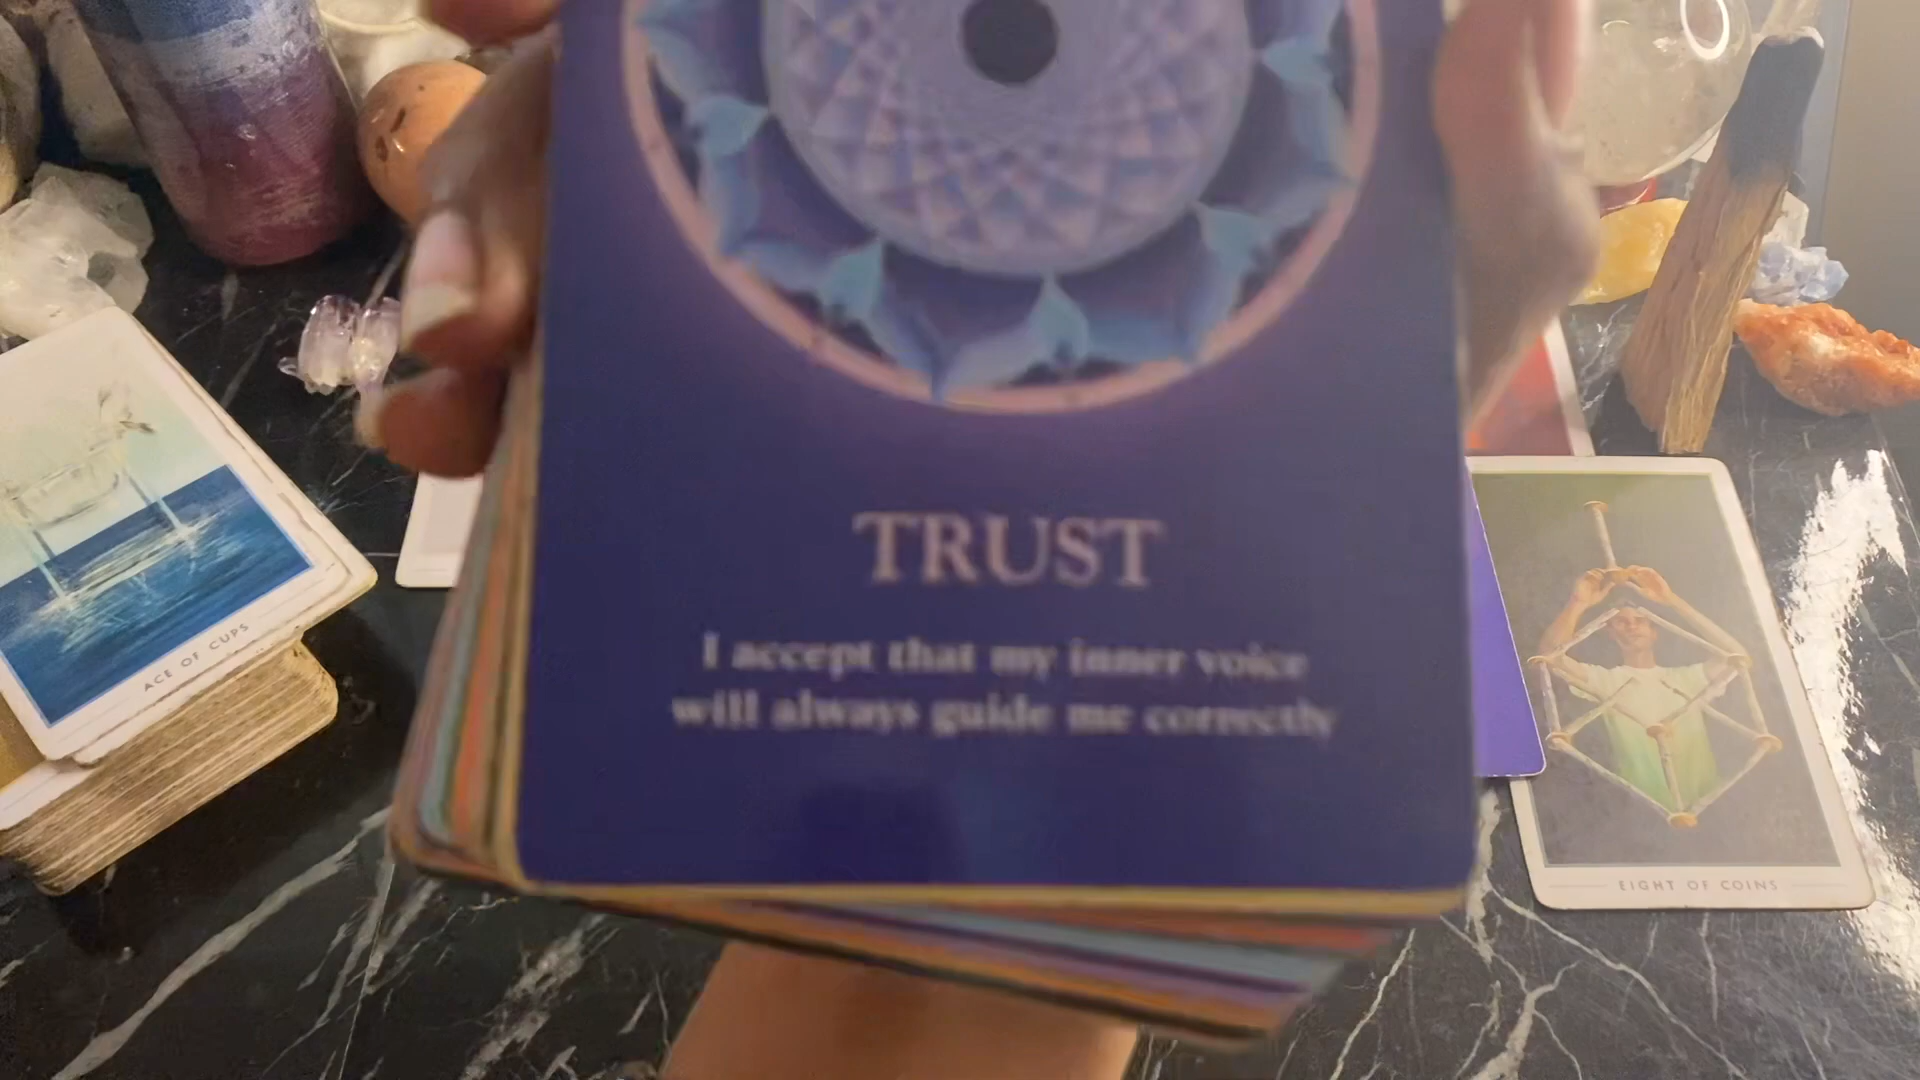 TRUST
I accept that my inner voice
will always guide me correctly
ACE OF CUPS
EIGHT OF COINS